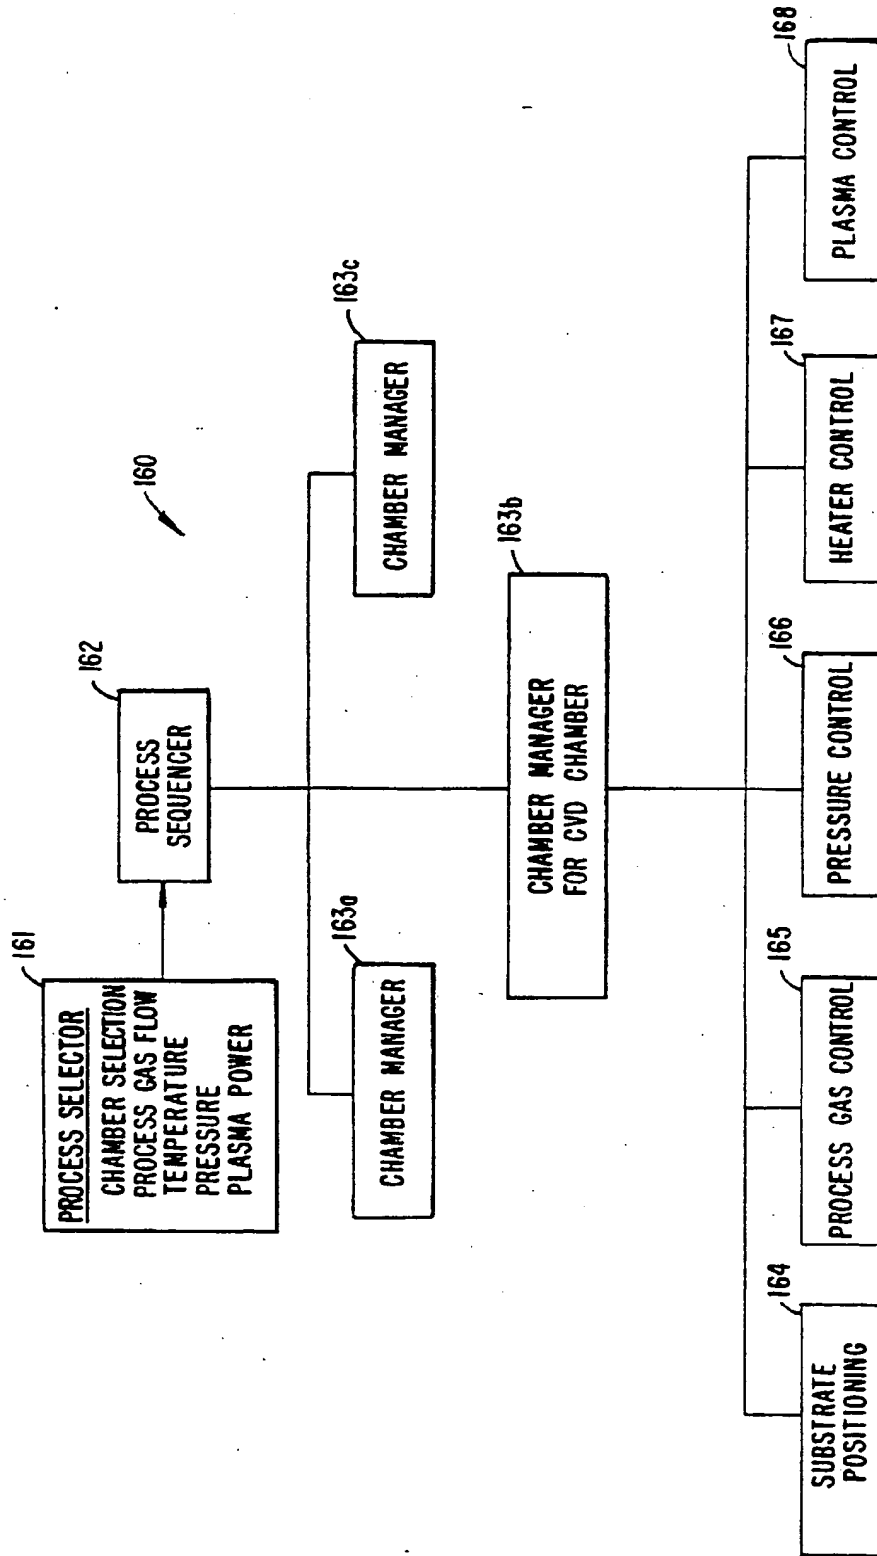 160
161
PROCESS SELECTOR
CHAMBER SELECTION
PROCESS GAS FLOW
TEMPERATURE
PRESSURE
PLASMA POWER
162
PROCESS
SEQUENCER
163a
CHAMBER MANAGER
163b
CHAMBER MANAGER
FOR CVD CHAMBER
163c
CHAMBER MANAGER
164
SUBSTRATE
POSITIONING
165
PROCESS GAS CONTROL
166
PRESSURE CONTROL
167
HEATER CONTROL
168
PLASMA CONTROL